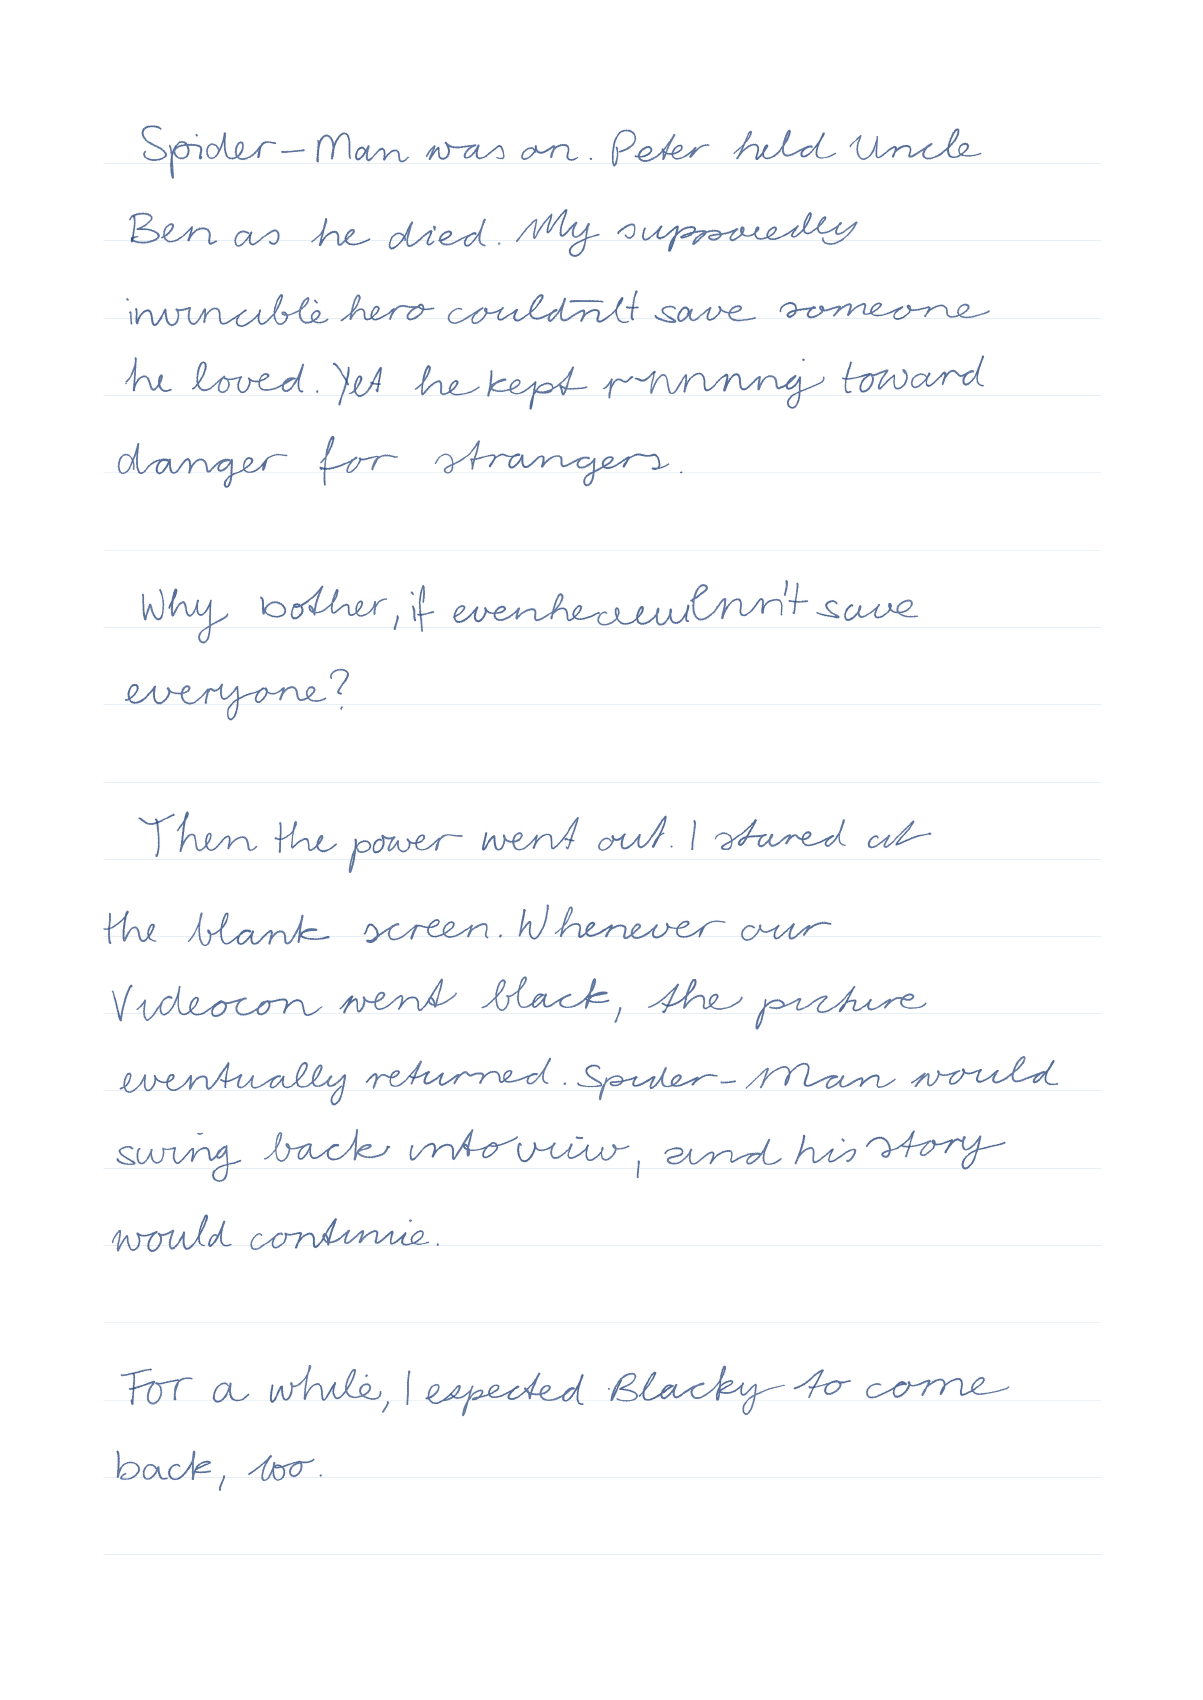 Spider-Man was on. Peter held Uncle
Ben as he died. My supposedly
invincible hero couldn't save someone
he loved. Yet he kept running toward
danger for strangers.
Why bother, if even he couldn't save
everyone?
Then the power went out. I stared at
the blank screen. Whenever our
Videocon went black, the picture
eventually returned. Spider-Man would
swing back into view, and his story
would continue.
For a while, I expected Blacky to come
back, too.